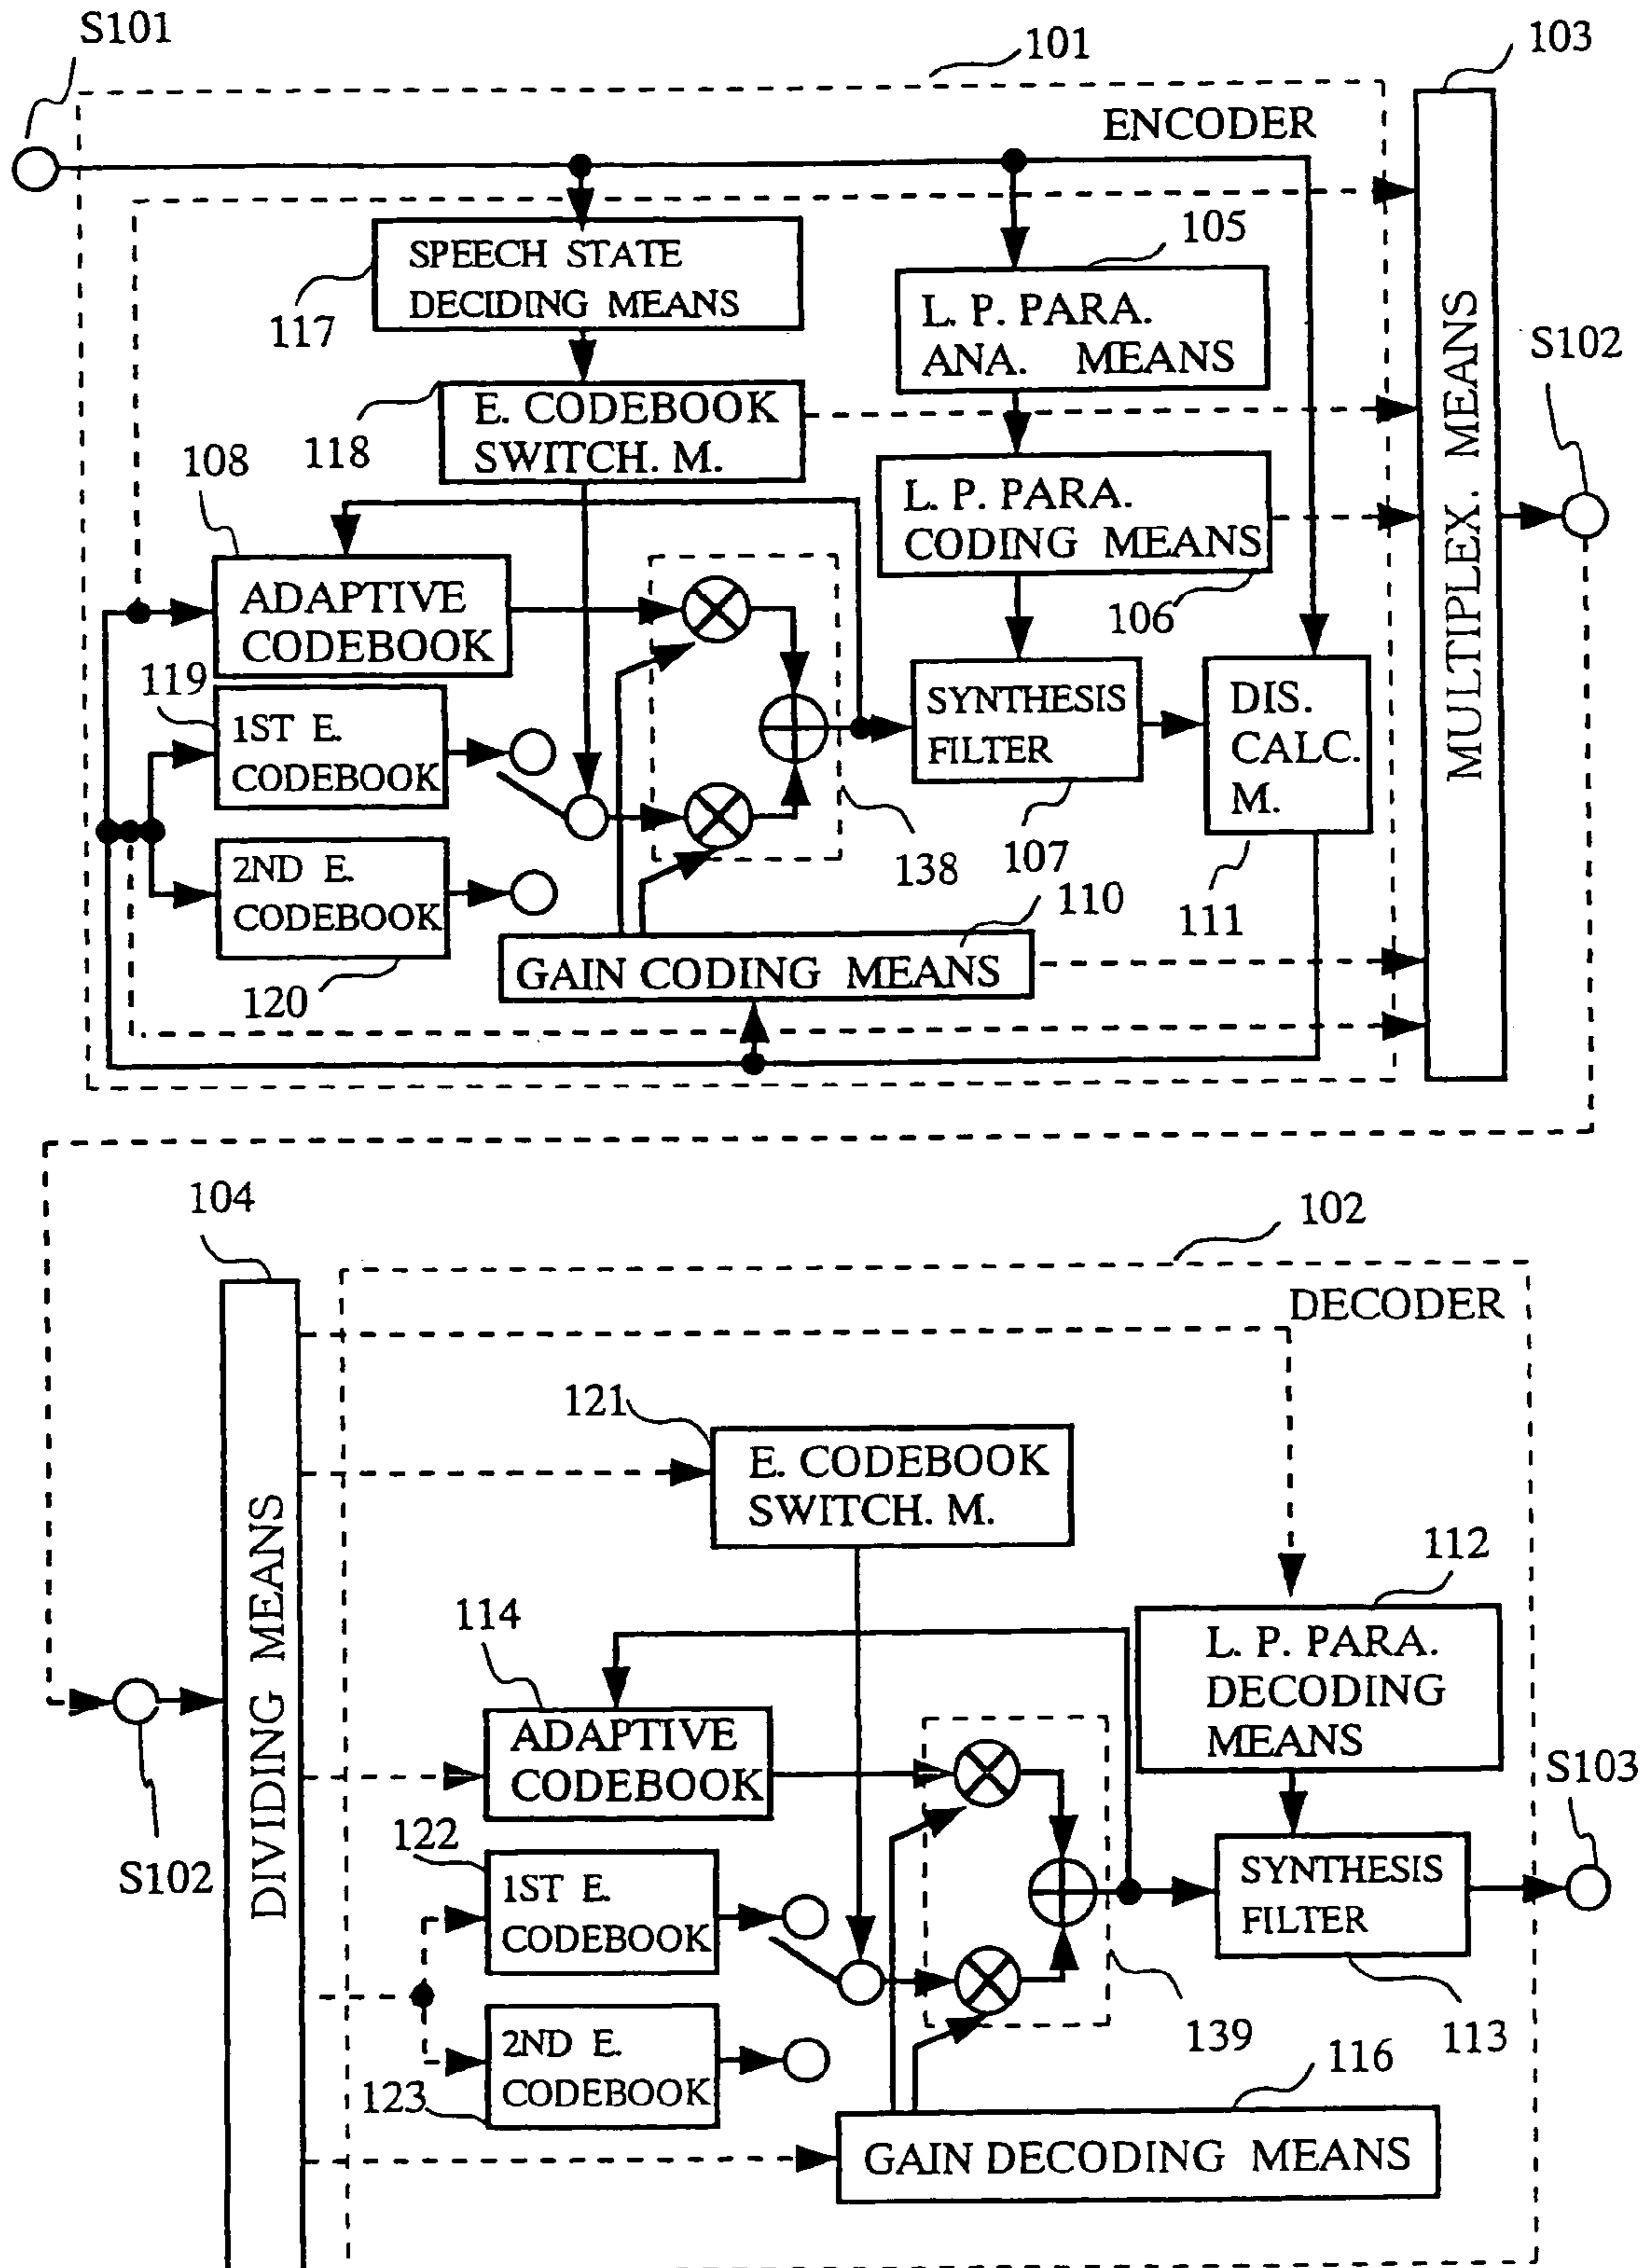 S101
101
103
ENCODER
SPEECH STATE
DECIDING MEANS
117
105
L. P. PARA.
ANA. MEANS
MULTIPLEX. MEANS
S102
E. CODEBOOK
SWITCH. M.
118
108
L. P. PARA.
CODING MEANS
106
ADAPTIVE
CODEBOOK
119
1ST E.
CODEBOOK
SYNTHESIS
FILTER
DIS.
CALC.
M.
138
107
111
2ND E.
CODEBOOK
120
110
GAIN CODING MEANS
104
102
DECODER
121
E. CODEBOOK
SWITCH. M.
DIVIDING MEANS
112
L. P. PARA.
DECODING
MEANS
114
ADAPTIVE
CODEBOOK
S103
S102
122
1ST E.
CODEBOOK
SYNTHESIS
FILTER
139
113
2ND E.
CODEBOOK
123
116
GAIN DECODING MEANS